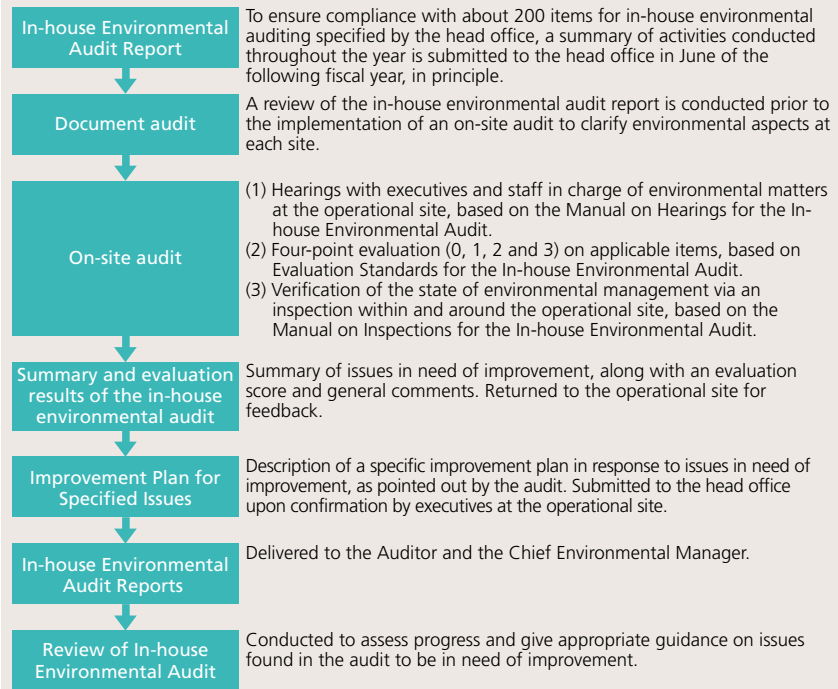 In-house Environmental
Audit Report
To ensure compliance with about 200 items for in-house environmental
auditing specified by the head office, a summary of activities conducted
throughout the year is submitted to the head office in June of the
following fiscal year, in principle.
Document audit
A review of the in-house environmental audit report is conducted prior to
the implementation of an on-site audit to clarify environmental aspects at
each site.
On-site audit
(1) Hearings with executives and staff in charge of environmental matters
at the operational site, based on the Manual on Hearings for the In-
house Environmental Audit.
(2) Four-point evaluation (0, 1, 2 and 3) on applicable items, based on
Evaluation Standards for the In-house Environmental Audit.
(3) Verification of the state of environmental management via an
inspection within and around the operational site, based on the
Manual on Inspections for the In-house Environmental Audit.
Summary and evaluation
results of the in-house
environmental audit
Summary of issues in need of improvement, along with an evaluation
score and general comments. Returned to the operational site for
feedback.
Improvement Plan for
Specified Issues
Description of a specific improvement plan in response to issues in need of
improvement, as pointed out by the audit. Submitted to the head office
upon confirmation by executives at the operational site.
In-house Environmental
Audit Reports
Delivered to the Auditor and the Chief Environmental Manager.
Review of In-house
Environmental Audit
Conducted to assess progress and give appropriate guidance on issues
found in the audit to be in need of improvement.